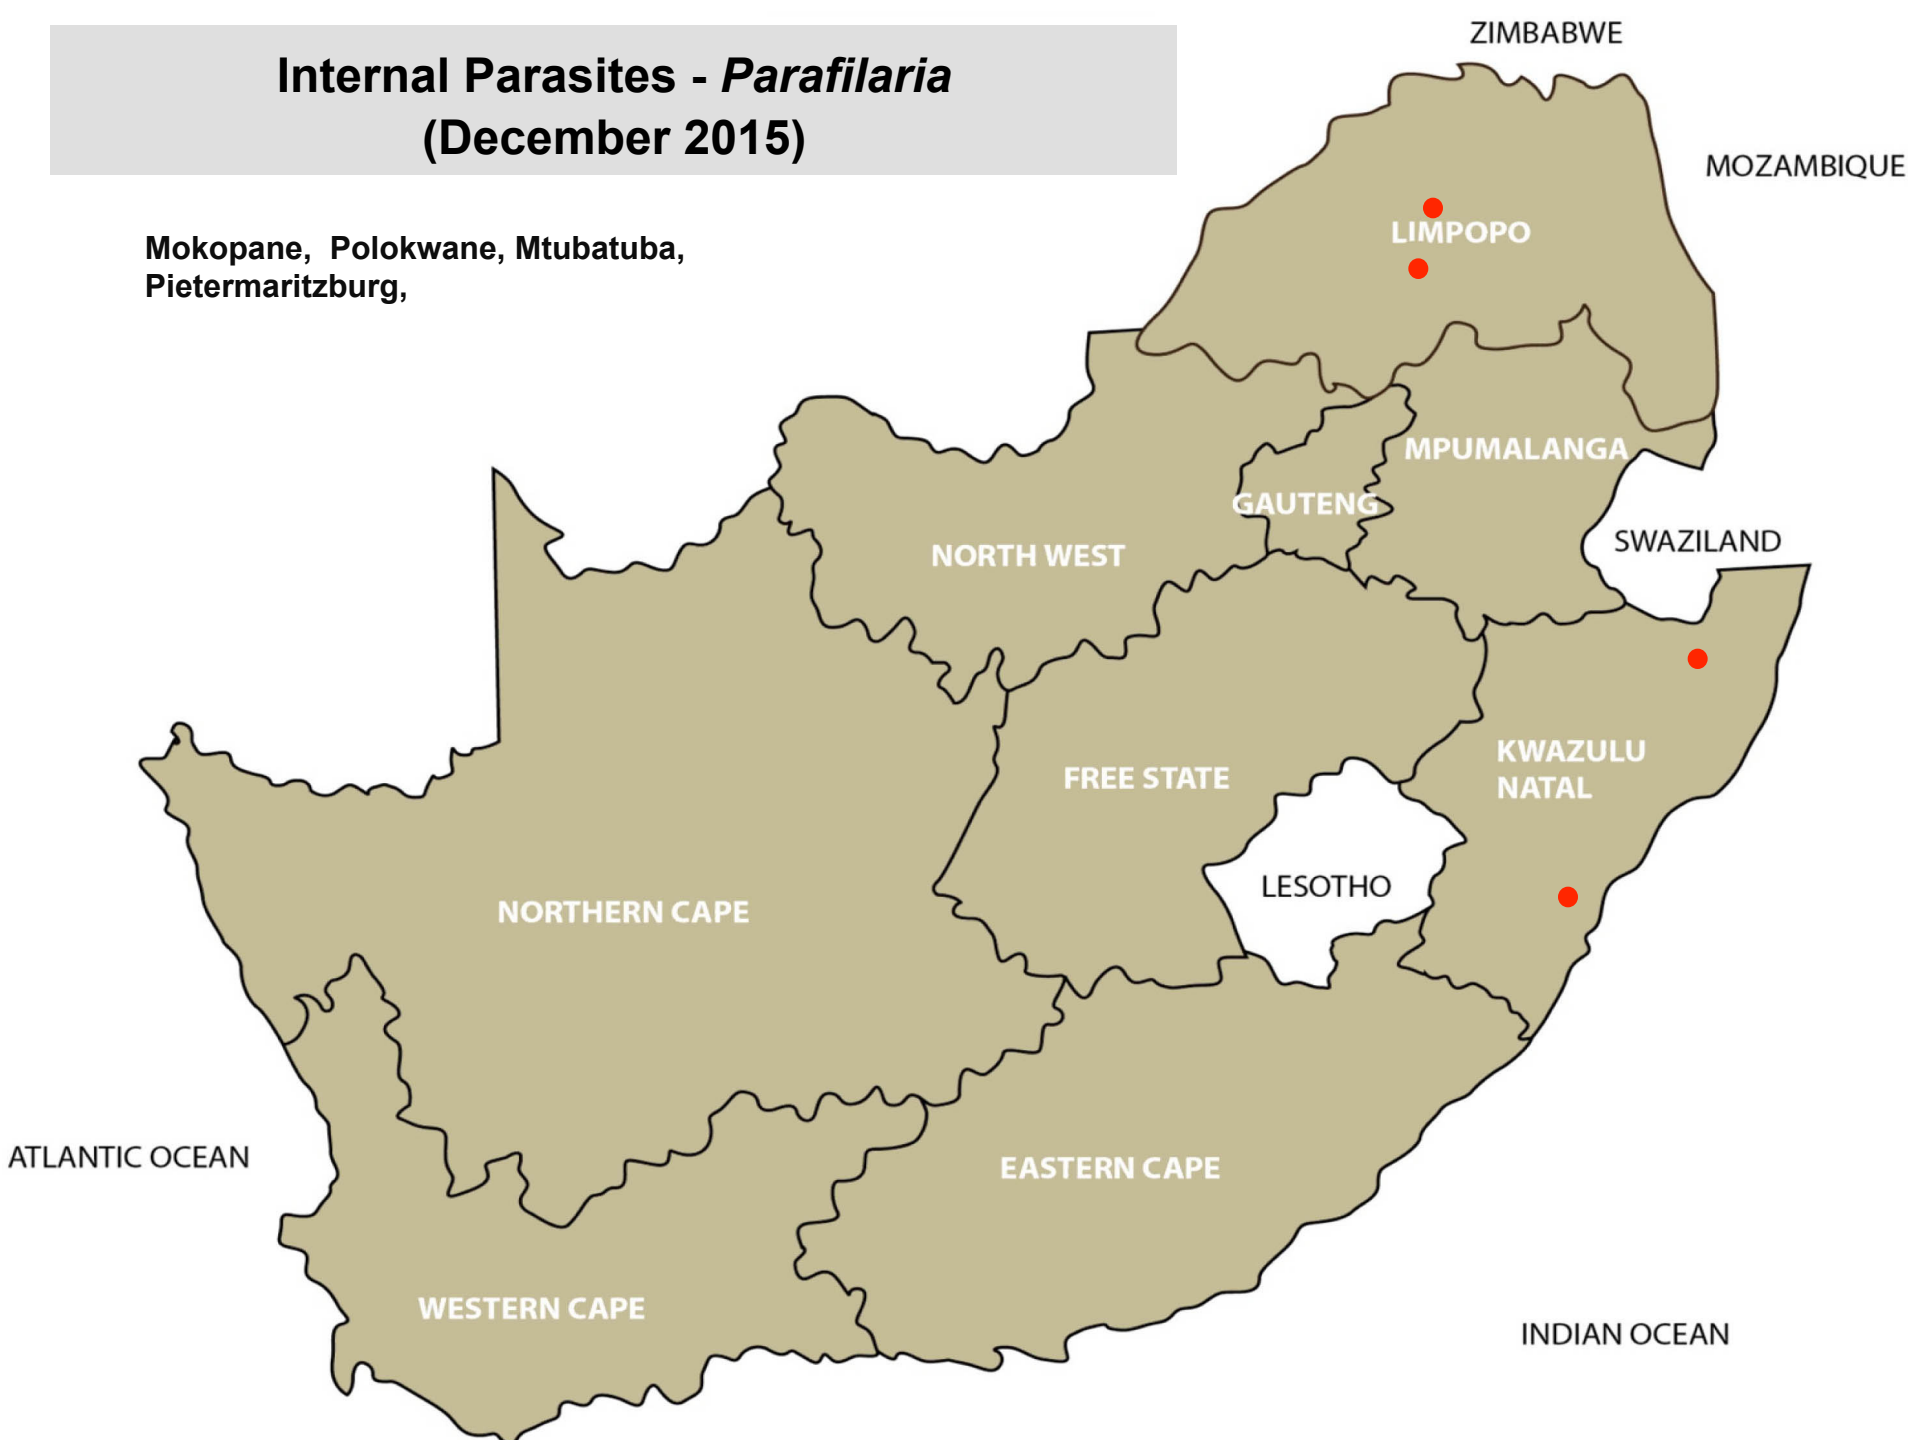 Internal Parasites - Parafilaria
(December 2015)
Mokopane,  Polokwane, Mtubatuba,
Pietermaritzburg,
ZIMBABWE
MOZAMBIQUE
LIMPOPO
MPUMALANGA
GAUTENG
SWAZILAND
NORTH WEST
KWAZULU
NATAL
FREE STATE
LESOTHO
NORTHERN CAPE
ATLANTIC OCEAN
EASTERN CAPE
WESTERN CAPE
INDIAN OCEAN